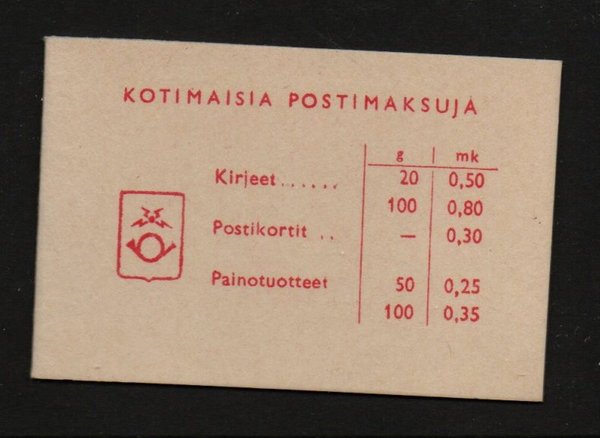 KOTIMAISIA POSTIMAKSUJA
g mk
Kirjeet...... 20 0,50
100 0,80
Postikortit .. — 0,30
Painotuotteet 50 0,25
100 0,35